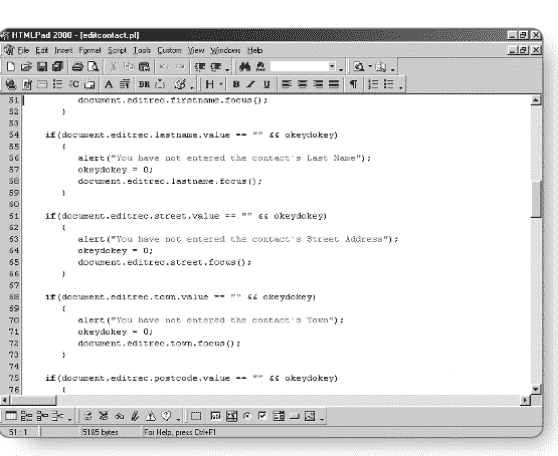 HTMLPad 2000 - [editcontact.pl]
File Edit Insert Format Script Tools Custom View Windows Help
51 document.editrec.firstname.focus();
52 }
53
54 if(document.editrec.lastname.value == "" && okeydokey)
55 {
56 alert("You have not entered the contact's Last Name");
57 okeydokey = 0;
58 document.editrec.lastname.focus();
59 }
60
61 if(document.editrec.street.value == "" && okeydokey)
62 {
63 alert("You have not entered the contact's Street Address");
64 okeydokey = 0;
65 document.editrec.street.focus();
66 }
67
68 if(document.editrec.town.value == "" && okeydokey)
69 {
70 alert("You have not entered the contact's Town");
71 okeydokey = 0;
72 document.editrec.town.focus();
73 }
74
75 if(document.editrec.postcode.value == "" && okeydokey)
76 {
51 : 1 5165 bytes For Help, press Ctrl+F1